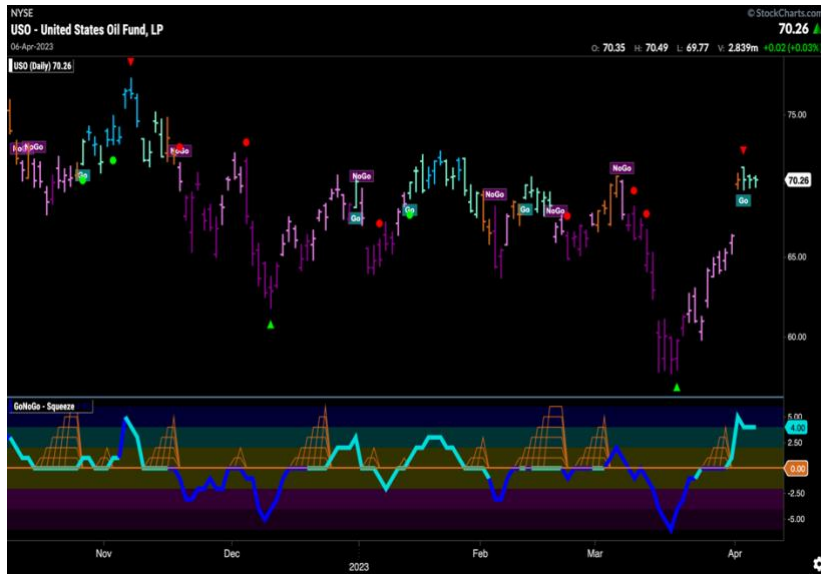 NYSE
© StockCharts.com
USO - United States Oil Fund, LP
70.26
06-Apr-2023
O: 70.35 H: 70.49 L: 69.77 V: 2.839m +0.02 (+0.03%)
USO (Daily) 70.26
75.00
NoGo
NoGo
NoGo
NoGo
NoGo
NoGo
70.26
Go
Go
Go
Go
NoGo
Go
65.00
60.00
GoNoGo - Squeeze
5.00
4.00
2.50
0.00
-2.50
-5.00
Nov Dec Feb Mar Apr
2023